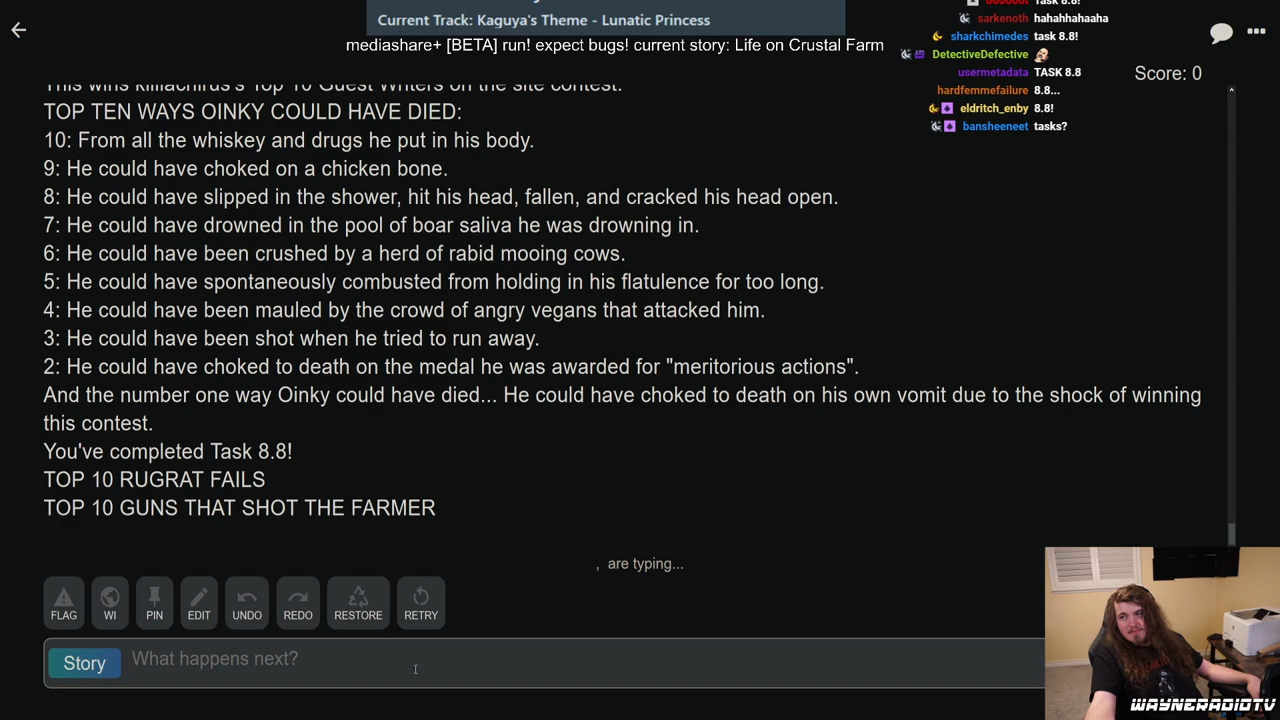 Current Track: Kaguya's Theme - Lunatic Princess
mediashare+ [BETA] run! expect bugs! current story: Life on Crustal Farm
Task 8.8!
sarkenoth hahahhahaaha
sharkchimedes task 8.8!
DetectiveDefective
usermetadata TASK 8.8
hardfemmefailure 8.8...
eldritch_enby 8.8!
bansheeneet tasks?
Score: 0
Top 10 Guest Writers on the site contest.
TOP TEN WAYS OINKY COULD HAVE DIED:
10: From all the whiskey and drugs he put in his body.
9: He could have choked on a chicken bone.
8: He could have slipped in the shower, hit his head, fallen, and cracked his head open.
7: He could have drowned in the pool of boar saliva he was drowning in.
6: He could have been crushed by a herd of rabid mooing cows.
5: He could have spontaneously combusted from holding in his flatulence for too long.
4: He could have been mauled by the crowd of angry vegans that attacked him.
3: He could have been shot when he tried to run away.
2: He could have choked to death on the medal he was awarded for "meritorious actions".
And the number one way Oinky could have died... He could have choked to death on his own vomit due to the shock of winning
this contest.
You've completed Task 8.8!
TOP 10 RUGRAT FAILS
TOP 10 GUNS THAT SHOT THE FARMER
, are typing...
FLAG WI PIN EDIT UNDO REDO RESTORE RETRY
Story What happens next?
WAYNERADIOTV